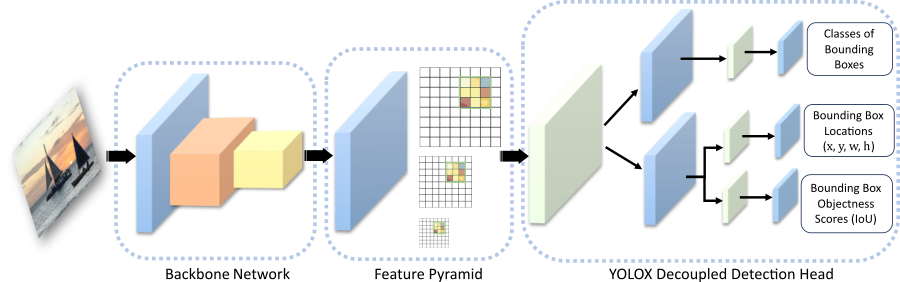 Classes of
Bounding
Boxes
Bounding Box
Locations
(x, y, w, h)
Bounding Box
Objectness
Scores (IoU)
Backbone Network
Feature Pyramid
YOLOX Decoupled Detection Head